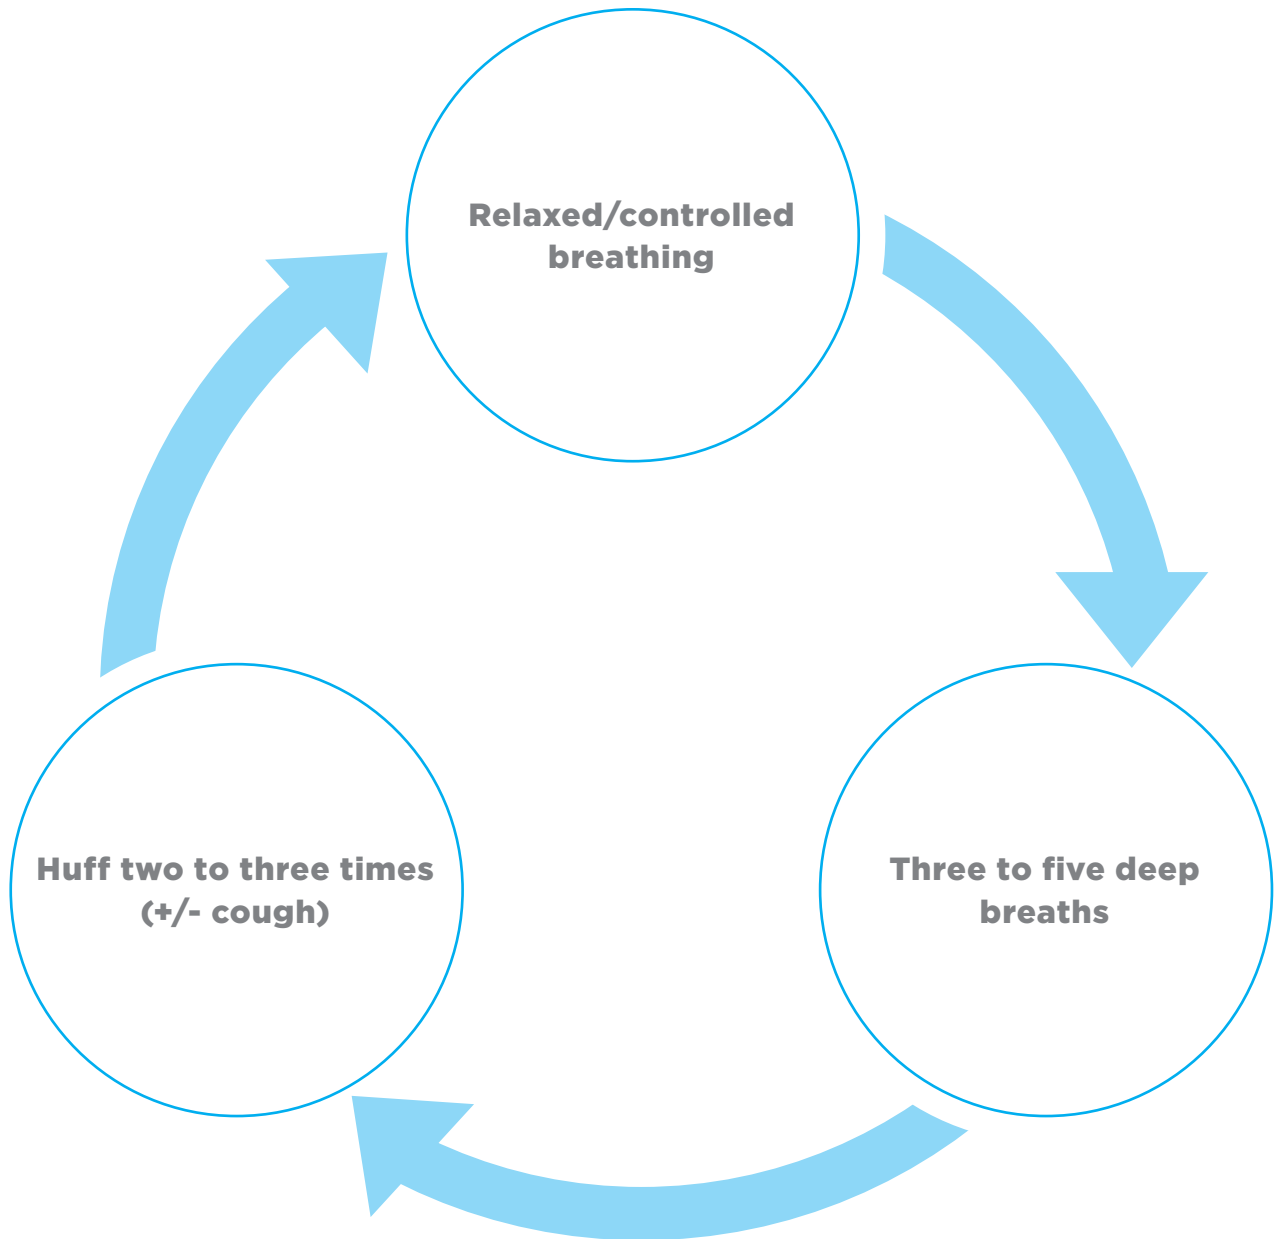 Relaxed/controlled
breathing
Three to five deep
breaths
Huff two to three times
(+/- cough)